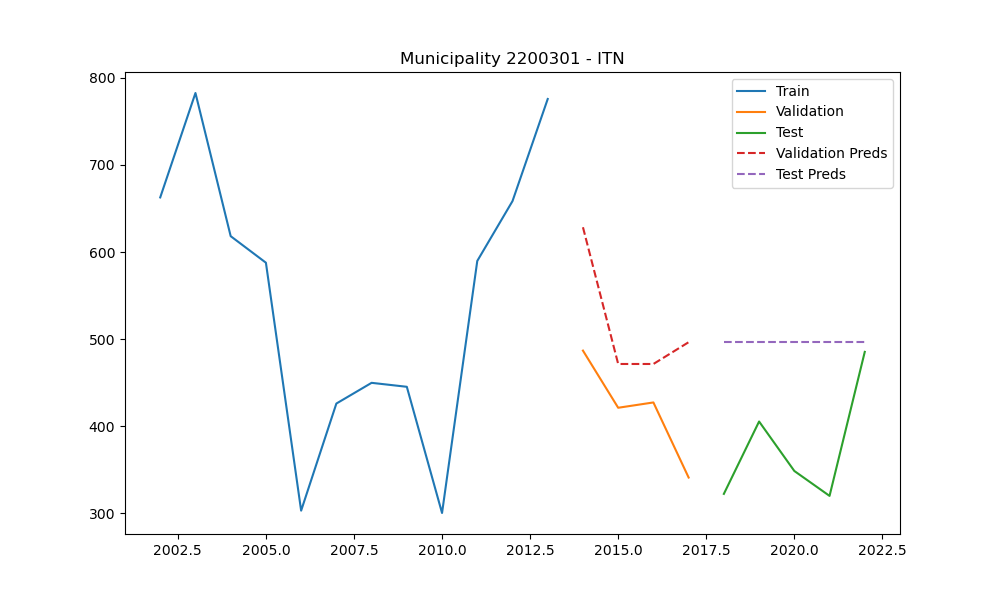 Municipality 2200301 - ITN
800
700
600
500
400
300
2002.5 2005.0 2007.5 2010.0 2012.5 2015.0 2017.5 2020.0 2022.5
Train
Validation
Test
Validation Preds
Test Preds